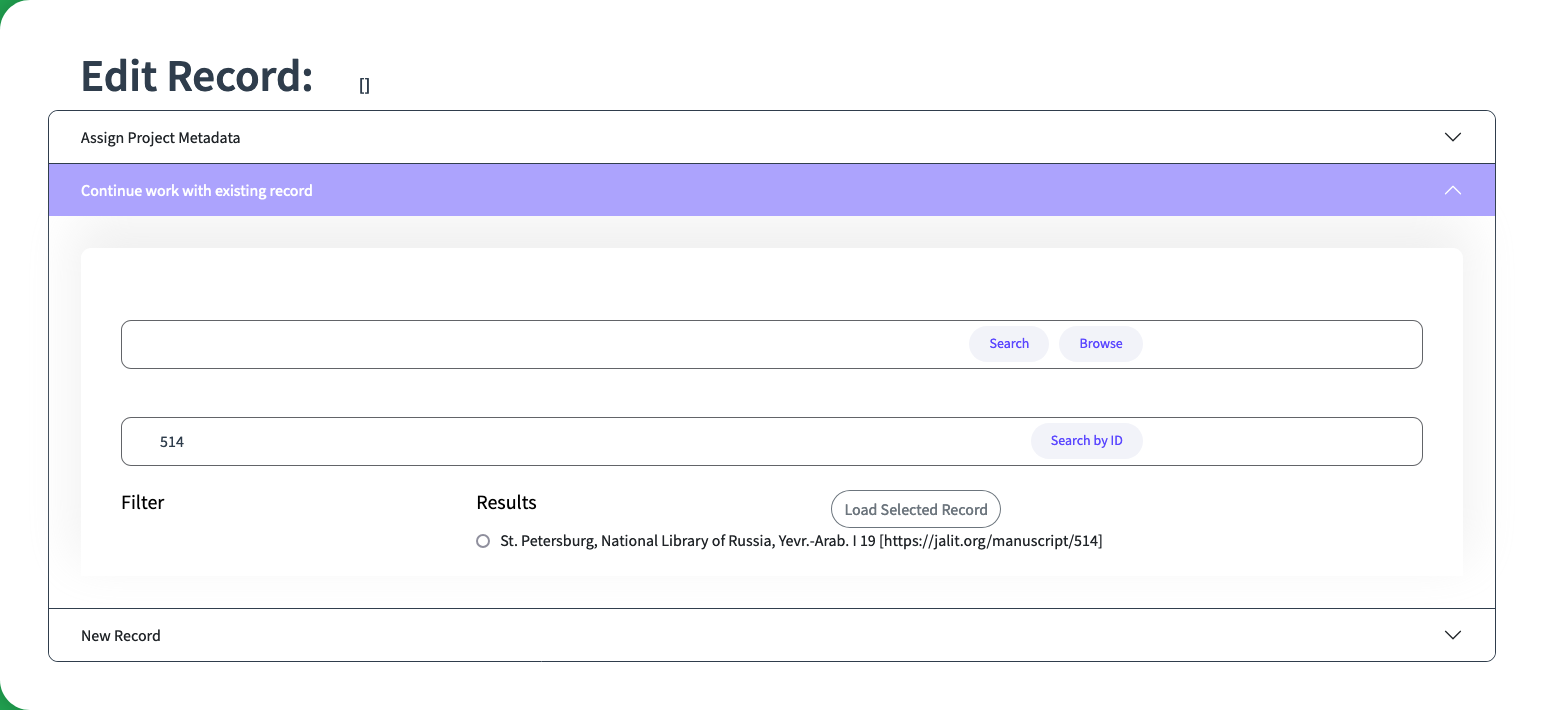 Edit Record: []
Assign Project Metadata
Continue work with existing record
Search Browse
514 Search by ID
Filter Results Load Selected Record
St. Petersburg, National Library of Russia, Yevr.-Arab. I 19 [https://jalit.org/manuscript/514]
New Record